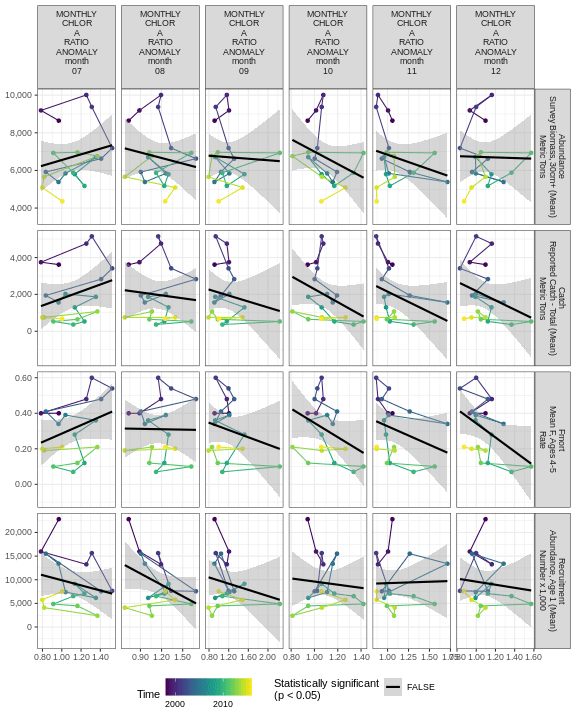 MONTHLY
CHLOR
A
RATIO
ANOMALY
month
07
MONTHLY
CHLOR
A
RATIO
ANOMALY
month
08
MONTHLY
CHLOR
A
RATIO
ANOMALY
month
09
MONTHLY
CHLOR
A
RATIO
ANOMALY
month
10
MONTHLY
CHLOR
A
RATIO
ANOMALY
month
11
MONTHLY
CHLOR
A
RATIO
ANOMALY
month
12
10,000
8,000
6,000
4,000
Abundance
Survey Biomass, 30cm+ (Mean)
Metric Tons
4,000
2,000
0
Catch
Reported Catch - Total (Mean)
Metric Tons
0.60
0.40
0.20
0.00
Fmort
Mean F, Ages 4-5
Rate
20,000
15,000
10,000
5,000
0
Recruitment
Abundance, Age 1 (Mean)
Number x 1,000
0.80 1.00 1.20 1.40
0.90 1.20 1.50
0.80 1.20 1.60 2.00
1.00 1.20 1.40
1.00 1.25 1.50 1.75
0.80 1.00 1.20 1.40 1.60
Time
2000 2010
Statistically significant
(p < 0.05)
FALSE